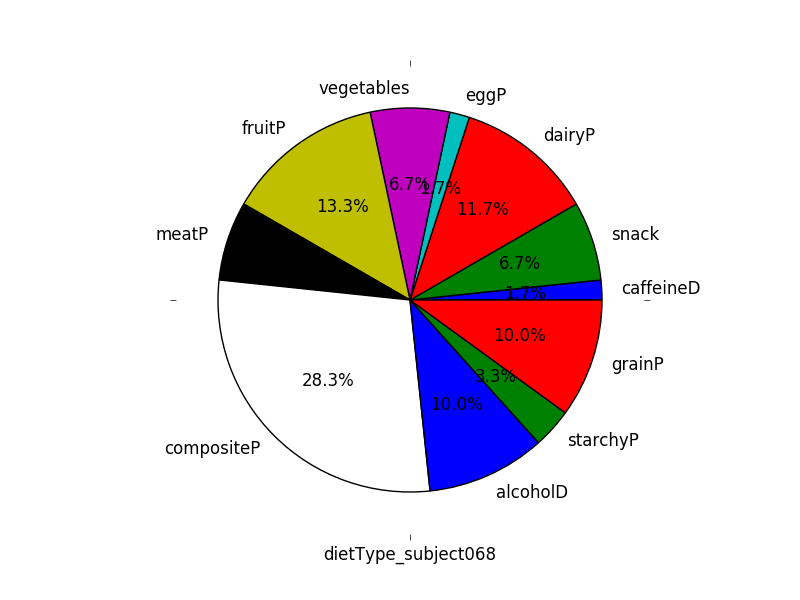 vegetables
eggP
fruitP
dairyP
6.7%
1.7%
13.3%
11.7%
meatP
snack
6.7%
caffeineD
1.7%
10.0%
grainP
28.3%
3.3%
10.0%
compositeP
starchyP
alcoholD
dietType_subject068